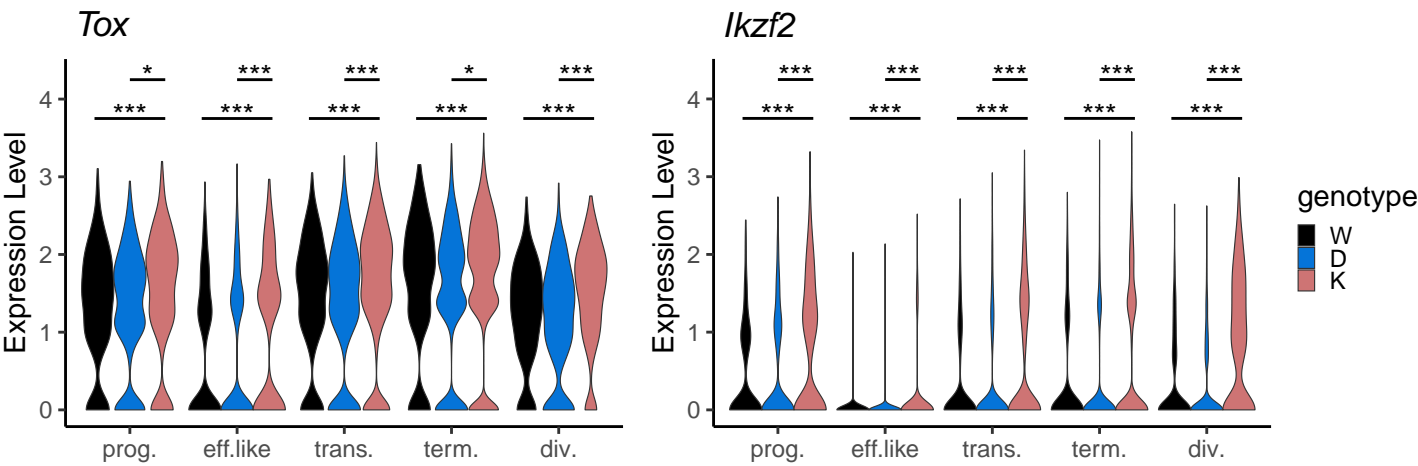 Tox
* *** *** * ***
*** *** *** *** ***
Expression Level
4
3
2
1
0
prog. eff.like trans. term. div.
Ikzf2
*** *** *** *** ***
*** *** *** *** ***
Expression Level
4
3
2
1
0
prog. eff.like trans. term. div.
genotype
W
D
K